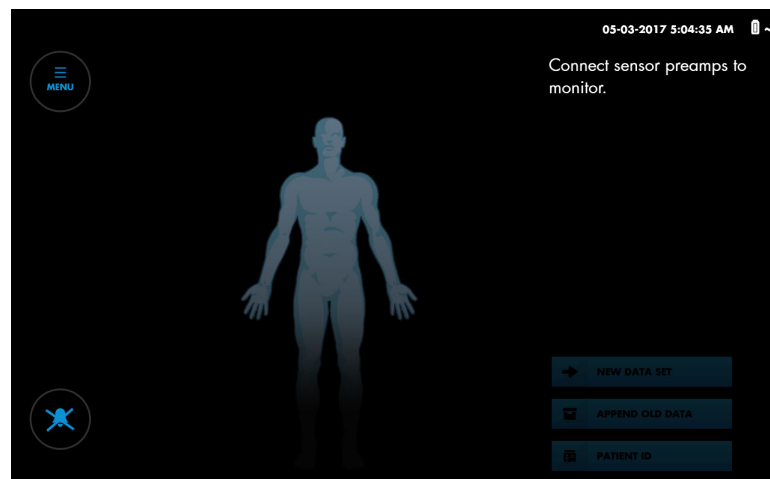 05-03-2017 5:04:35 AM
MENU
Connect sensor preamps to
monitor.
NEW DATA SET
APPEND OLD DATA
PATIENT ID